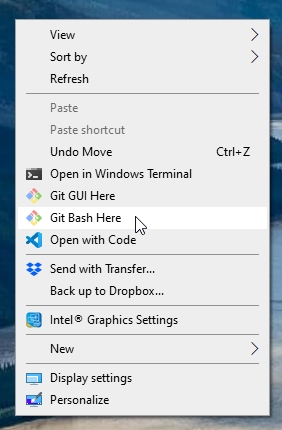 View
Sort by
Refresh
Paste
Paste shortcut
Undo Move Ctrl+Z
Open in Windows Terminal
Git GUI Here
Git Bash Here
Open with Code
Send with Transfer...
Back up to Dropbox...
Intel® Graphics Settings
New
Display settings
Personalize